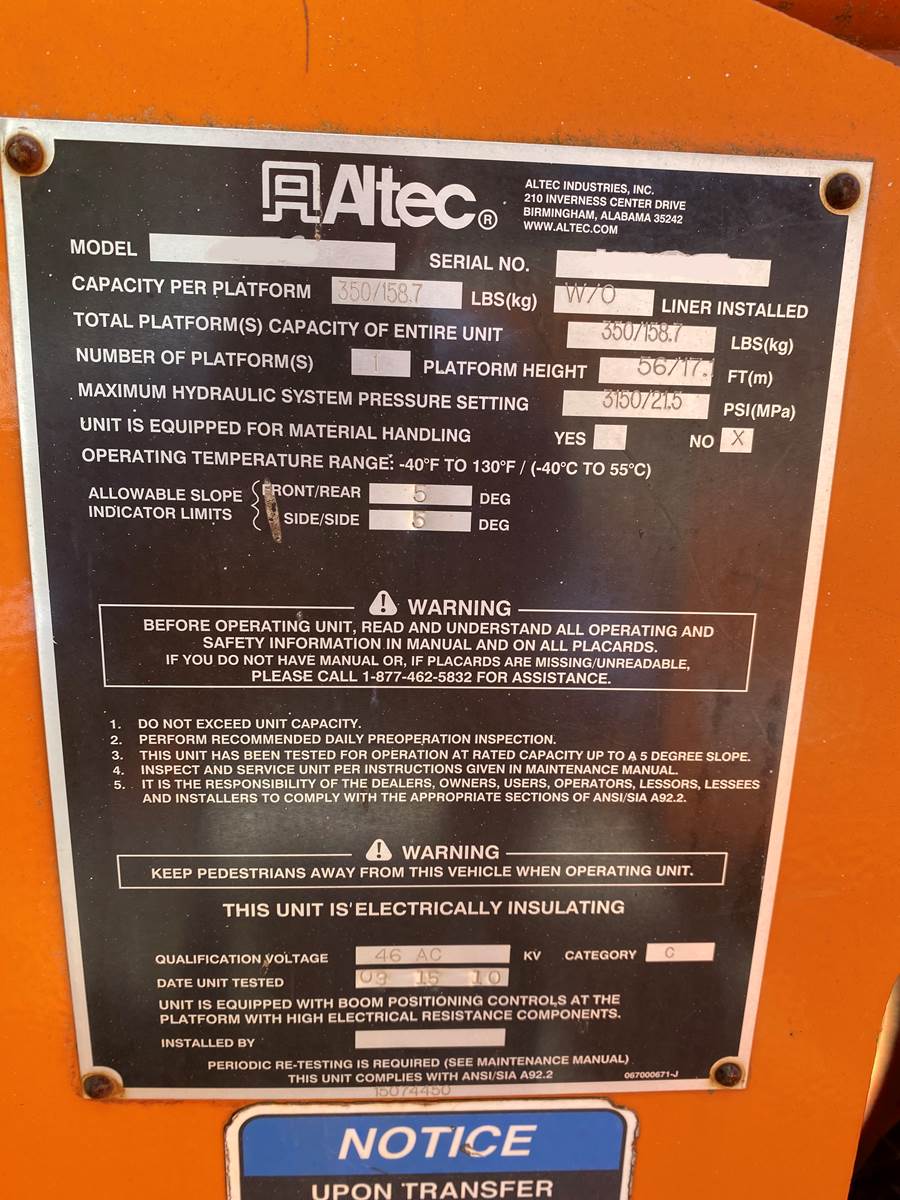 Altec®
ALTEC INDUSTRIES, INC.
210 INVERNESS CENTER DRIVE
BIRMINGHAM, ALABAMA 35242
WWW.ALTEC.COM
MODEL
SERIAL NO.
CAPACITY PER PLATFORM 350/158.7 LBS(kg) W/O LINER INSTALLED
TOTAL PLATFORM(S) CAPACITY OF ENTIRE UNIT 350/158.7 LBS(kg)
NUMBER OF PLATFORM(S) 1 PLATFORM HEIGHT 56/17. FT(m)
MAXIMUM HYDRAULIC SYSTEM PRESSURE SETTING 3150/21.5 PSI(MPa)
UNIT IS EQUIPPED FOR MATERIAL HANDLING YES NO X
OPERATING TEMPERATURE RANGE: -40°F TO 130°F / (-40°C TO 55°C)
ALLOWABLE SLOPE INDICATOR LIMITS
FRONT/REAR 5 DEG
SIDE/SIDE 5 DEG
WARNING
BEFORE OPERATING UNIT, READ AND UNDERSTAND ALL OPERATING AND
SAFETY INFORMATION IN MANUAL AND ON ALL PLACARDS.
IF YOU DO NOT HAVE MANUAL OR, IF PLACARDS ARE MISSING/UNREADABLE,
PLEASE CALL 1-877-462-5832 FOR ASSISTANCE.
1. DO NOT EXCEED UNIT CAPACITY.
2. PERFORM RECOMMENDED DAILY PREOPERATION INSPECTION.
3. THIS UNIT HAS BEEN TESTED FOR OPERATION AT RATED CAPACITY UP TO A 5 DEGREE SLOPE.
4. INSPECT AND SERVICE UNIT PER INSTRUCTIONS GIVEN IN MAINTENANCE MANUAL.
5. IT IS THE RESPONSIBILITY OF THE DEALERS, OWNERS, USERS, OPERATORS, LESSORS, LESSEES
AND INSTALLERS TO COMPLY WITH THE APPROPRIATE SECTIONS OF ANSI/SIA A92.2.
WARNING
KEEP PEDESTRIANS AWAY FROM THIS VEHICLE WHEN OPERATING UNIT.
THIS UNIT IS ELECTRICALLY INSULATING
QUALIFICATION VOLTAGE 46 AC KV CATEGORY C
DATE UNIT TESTED 03 15 10
UNIT IS EQUIPPED WITH BOOM POSITIONING CONTROLS AT THE
PLATFORM WITH HIGH ELECTRICAL RESISTANCE COMPONENTS.
INSTALLED BY
PERIODIC RE-TESTING IS REQUIRED (SEE MAINTENANCE MANUAL)
THIS UNIT COMPLIES WITH ANSI/SIA A92.2 067000671-J
15074450
NOTICE
UPON TRANSFER